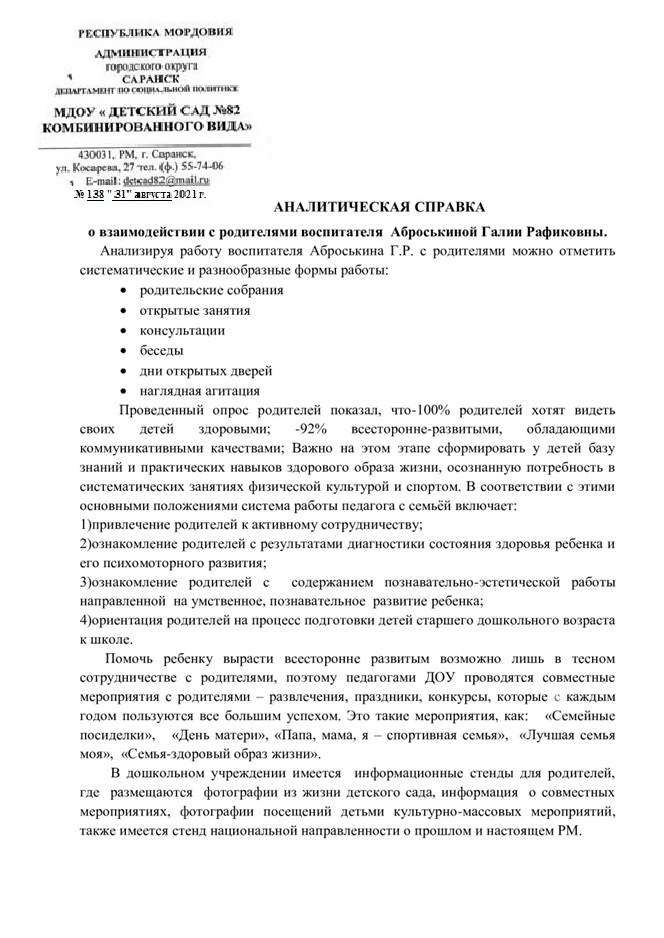 РЕСПУБЛИКА МОРДОВИЯ
АДМИНИСТРАЦИЯ
городского округа
САРАНСК
ДЕПАРТАМЕНТ ПО СОЦИАЛЬНОЙ ПОЛИТИКЕ
МДОУ « ДЕТСКИЙ САД №82
КОМБИНИРОВАННОГО ВИДА»
430031, РМ, г. Саранск,
ул. Косарева, 27 тел. (ф.) 55-74-06
E-mail: detcad82@mail.ru
№ 138 " 31" августа 2021 г.
АНАЛИТИЧЕСКАЯ СПРАВКА
о взаимодействии с родителями воспитателя Аброськиной Галии Рафиковны.
Анализируя работу воспитателя Аброськина Г.Р. с родителями можно отметить
систематические и разнообразные формы работы:
• родительские собрания
• открытые занятия
• консультации
• беседы
• дни открытых дверей
• наглядная агитация
Проведенный опрос родителей показал, что-100% родителей хотят видеть
своих детей здоровыми; -92% всесторонне-развитыми, обладающими
коммуникативными качествами; Важно на этом этапе сформировать у детей базу
знаний и практических навыков здорового образа жизни, осознанную потребность в
систематических занятиях физической культурой и спортом. В соответствии с этими
основными положениями система работы педагога с семьёй включает:
1)привлечение родителей к активному сотрудничеству;
2)ознакомление родителей с результатами диагностики состояния здоровья ребенка и
его психомоторного развития;
3)ознакомление родителей с содержанием познавательно-эстетической работы
направленной на умственное, познавательное развитие ребенка;
4)ориентация родителей на процесс подготовки детей старшего дошкольного возраста
к школе.
Помочь ребенку вырасти всесторонне развитым возможно лишь в тесном
сотрудничестве с родителями, поэтому педагогами ДОУ проводятся совместные
мероприятия с родителями – развлечения, праздники, конкурсы, которые с каждым
годом пользуются все большим успехом. Это такие мероприятия, как: «Семейные
посиделки», «День матери», «Папа, мама, я – спортивная семья», «Лучшая семья
моя», «Семья-здоровый образ жизни».
В дошкольном учреждении имеется информационные стенды для родителей,
где размещаются фотографии из жизни детского сада, информация о совместных
мероприятиях, фотографии посещений детьми культурно-массовых мероприятий,
также имеется стенд национальной направленности о прошлом и настоящем РМ.